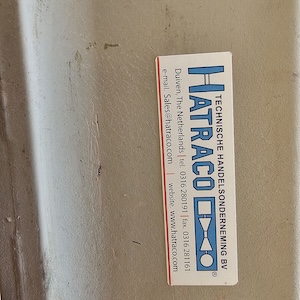 TECHNISCHE HANDELSONDERNEMING BV
HATRACO ®
Duiven, The Netherlands | tel: 0316 280191 | fax: 0316 281161
e-mail: Sales@hatraco.com | website: www.hatraco.com